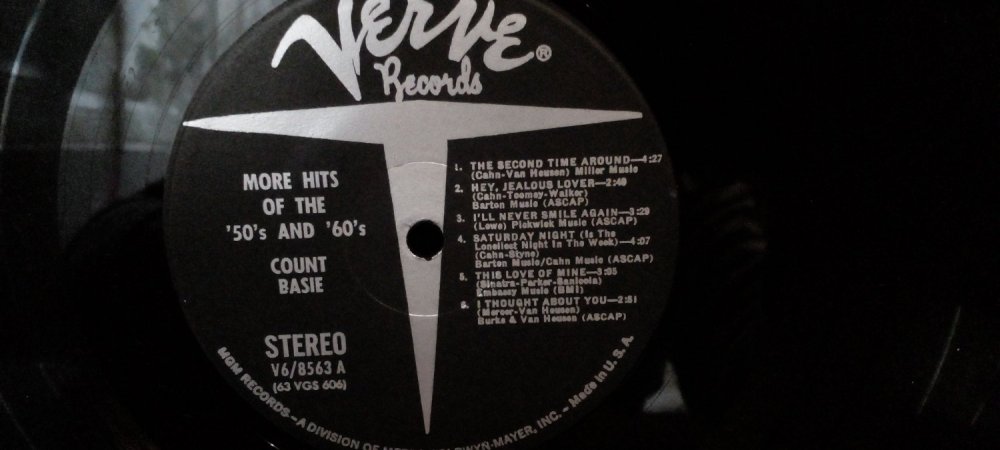 VERVE ®
Records
MORE HITS
OF THE
'50's AND '60's
COUNT
BASIE
STEREO
V6/8563 A
(63 VGS 606)
1. THE SECOND TIME AROUND—4:27
(Cahn-Van Heusen) Miller Music
2. HEY, JEALOUS LOVER—2:49
(Cahn-Toomey-Walker)
Barton Music (ASCAP)
3. I'LL NEVER SMILE AGAIN—3:29
(Lowe) Pickwick Music (ASCAP)
4. SATURDAY NIGHT (Is The
Loneliest Night In The Week)—4:07
(Cahn-Styne)
Barton Music/Cahn Music (ASCAP)
5. THIS LOVE OF MINE—3:05
(Sinatra-Parker-Sanicola)
Embassy Music (BMI)
6. I THOUGHT ABOUT YOU—2:51
(Mercer-Van Heusen)
Burke & Van Heusen (ASCAP)
MGM RECORDS—A DIVISION OF GOLDWYN-MAYER, INC. – Made in U.S.A.